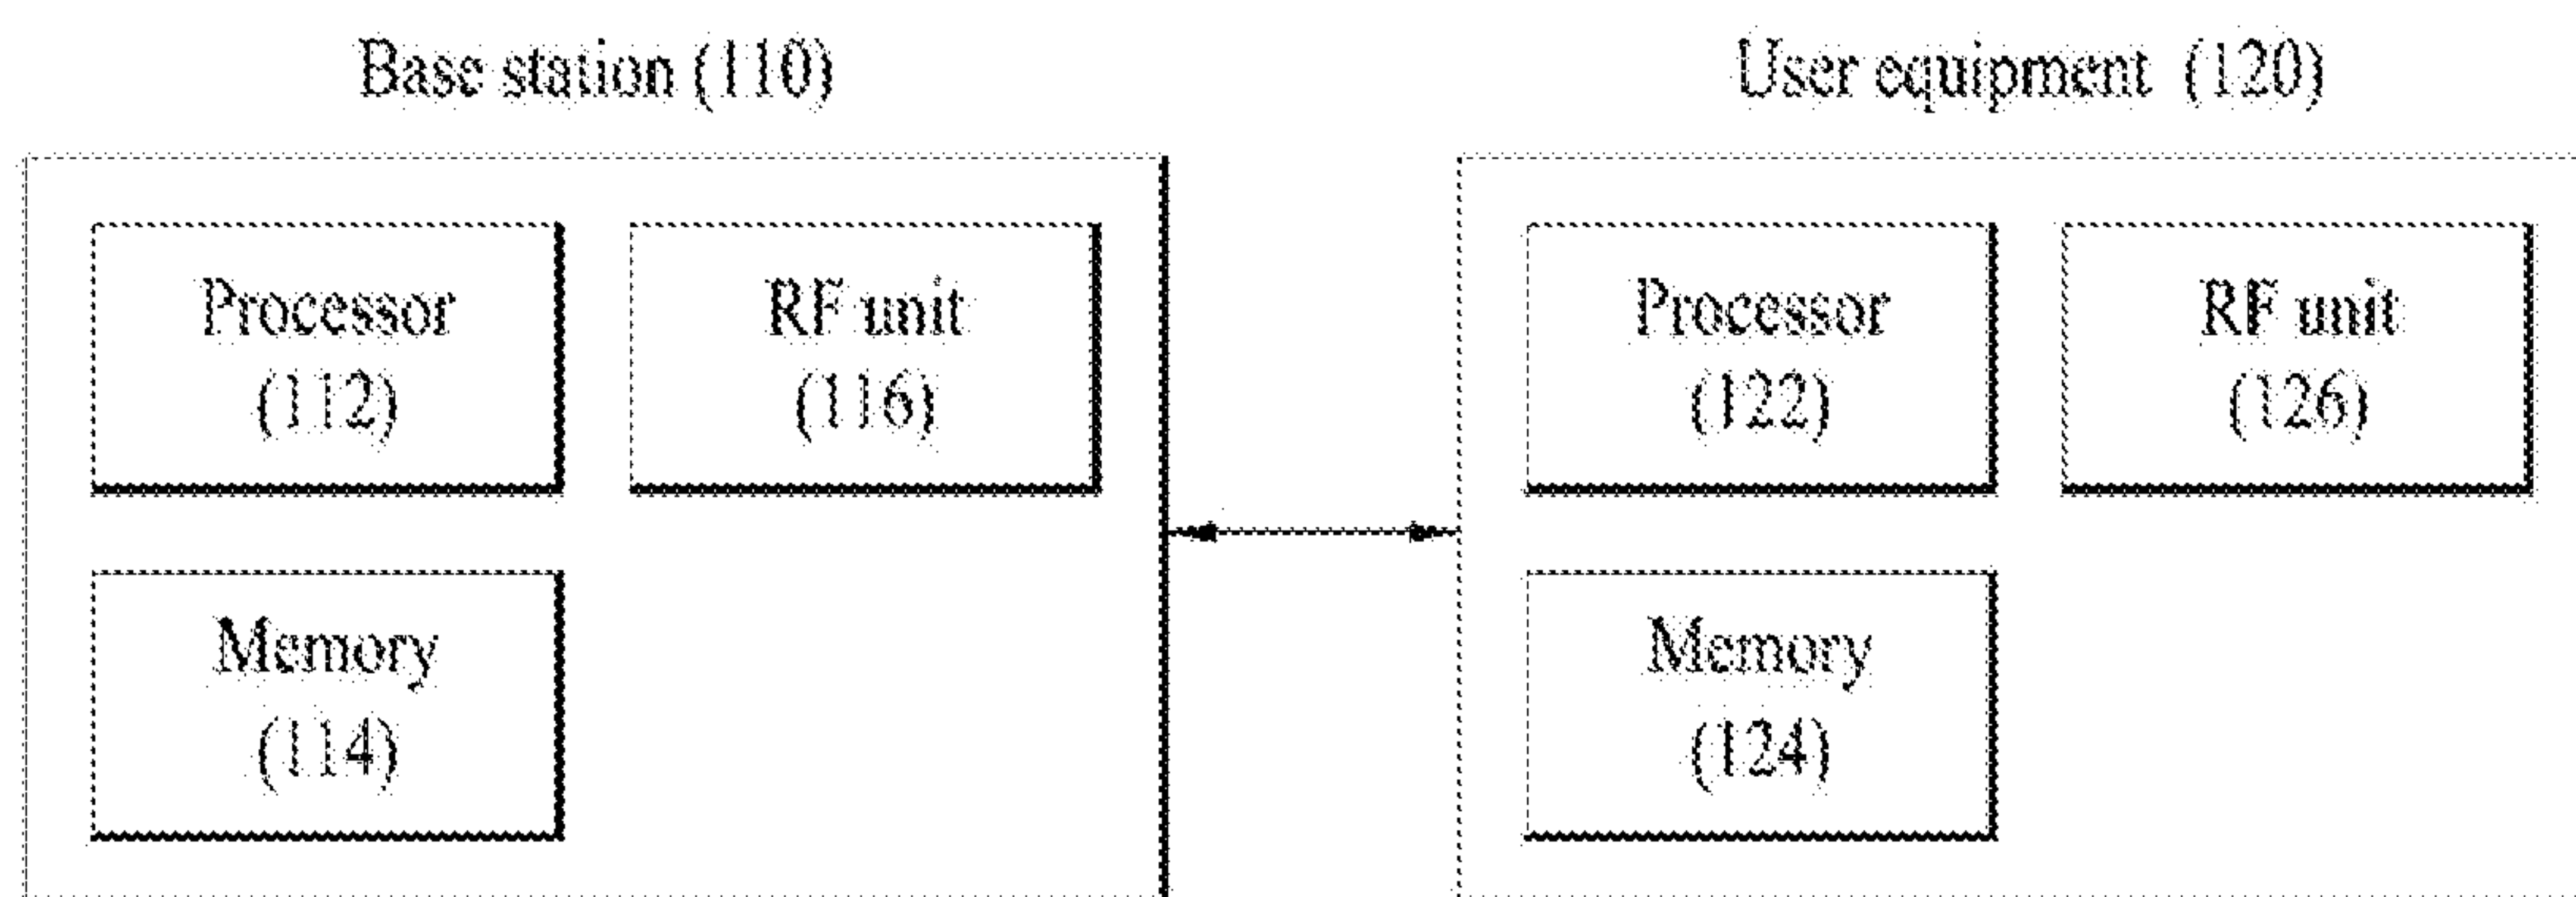 Base station (110)
Processor
(112)
RF unit
(116)
Memory
(114)
User equipment (120)
Processor
(122)
RF unit
(126)
Memory
(124)